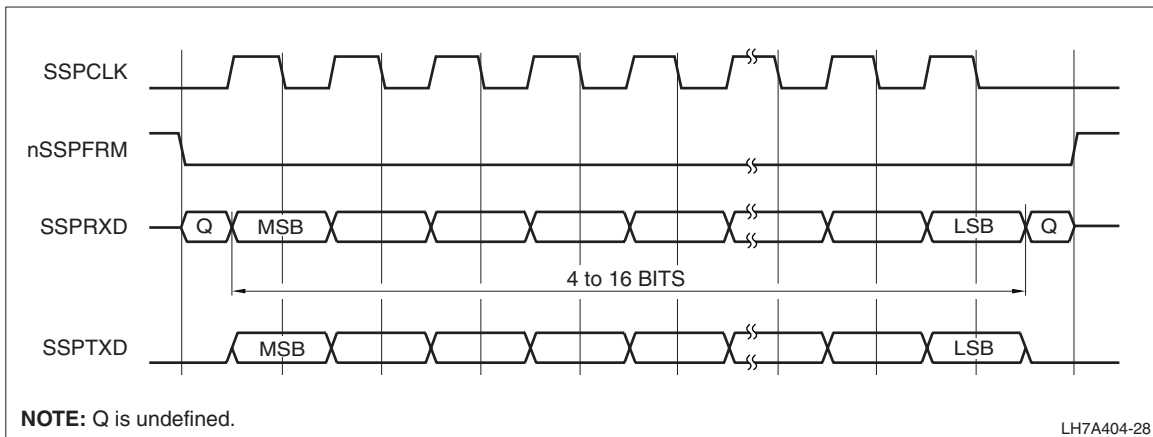 SSPCLK
nSSPFRM
SSPRXD
Q
MSB
LSB
Q
4 to 16 BITS
SSPTXD
MSB
LSB
NOTE: Q is undefined.
LH7A404-28